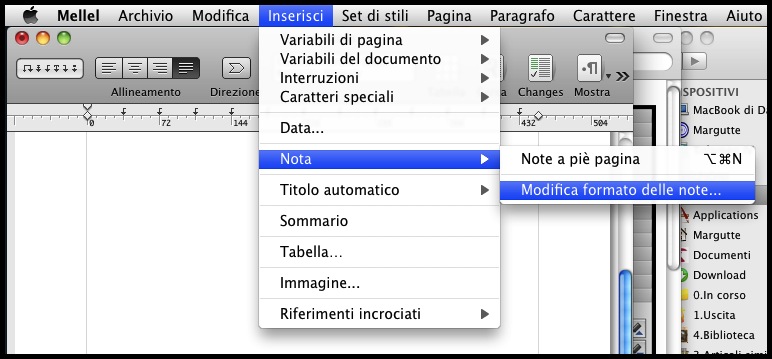 Mellel Archivio Modifica Inserisci Set di stili Pagina Paragrafo Carattere Finestra Aiuto
Allineamento Direzione Changes Mostra
0 72 144 432 504
Variabili di pagina
Variabili del documento
Interruzioni
Caratteri speciali
Data...
Nota
Titolo automatico
Sommario
Tabella...
Immagine...
Riferimenti incrociati
Note a piè pagina ⌥⌘N
Modifica formato delle note...
SPOSITIVI
MacBook di Da
Margutte
Applications
Margutte
Documenti
Download
0.In corso
1.Uscita
4.Biblioteca